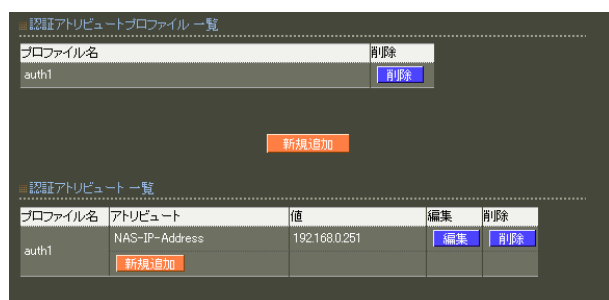 認証アトリビュートプロファイル 一覧
プロファイル名 削除
auth1 削除
新規追加
認証アトリビュート 一覧
プロファイル名 アトリビュート 値 編集 削除
auth1 NAS-IP-Address 192.168.0.251 編集 削除
新規追加